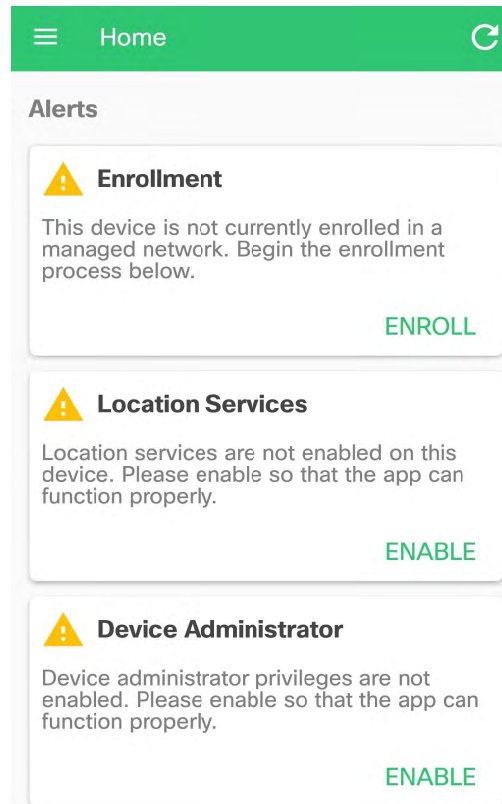 Home
Alerts
Enrollment
This device is not currently enrolled in a
managed network. Begin the enrollment
process below.
ENROLL
Location Services
Location services are not enabled on this
device. Please enable so that the app can
function properly.
ENABLE
Device Administrator
Device administrator privileges are not
enabled. Please enable so that the app can
function properly.
ENABLE